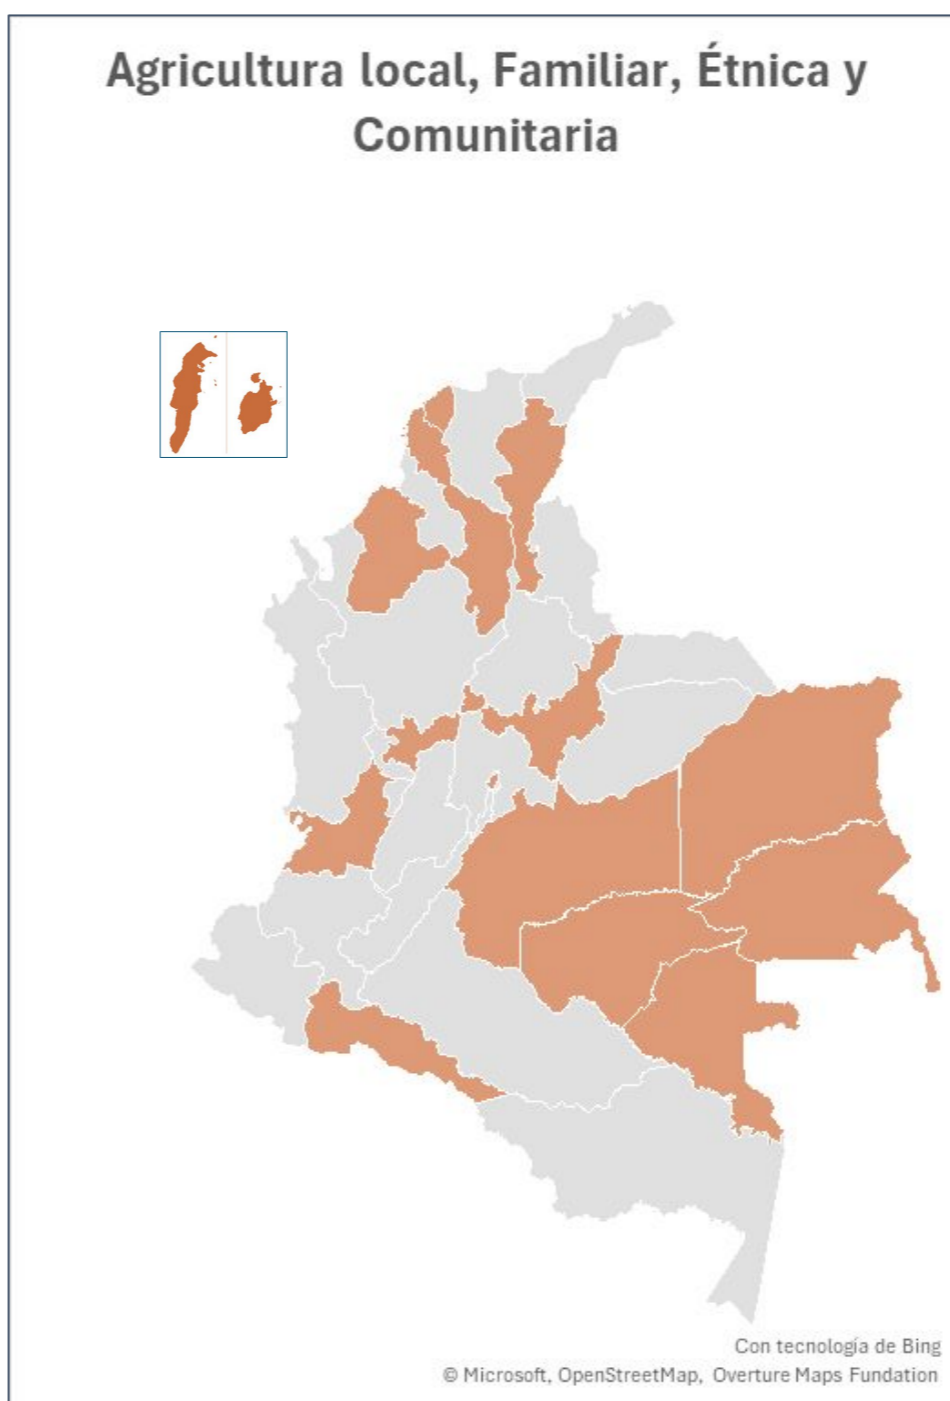 Agricultura local, Familiar, Étnica y
Comunitaria
Con tecnología de Bing
© Microsoft, OpenStreetMap, Overture Maps Fundation